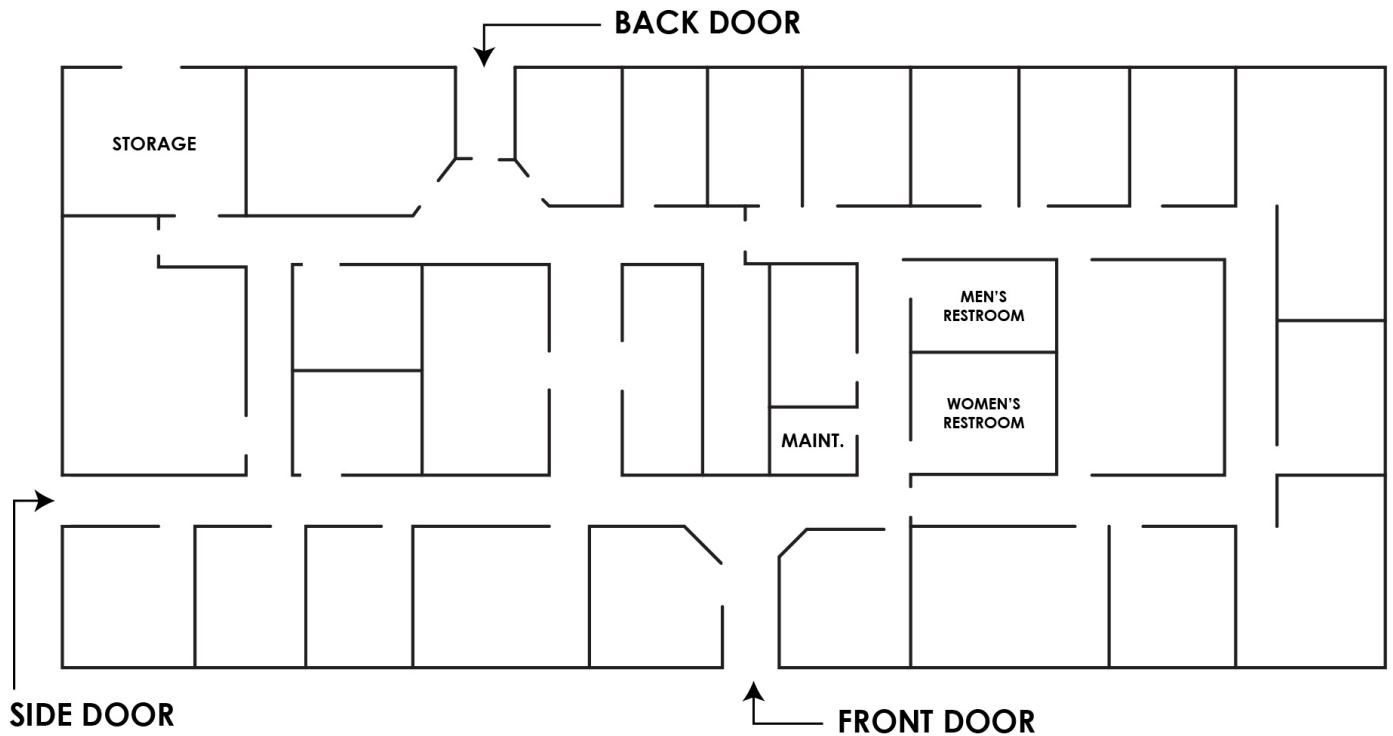 BACK DOOR
STORAGE
MEN'S
RESTROOM
WOMEN'S
RESTROOM
MAINT.
SIDE DOOR
FRONT DOOR